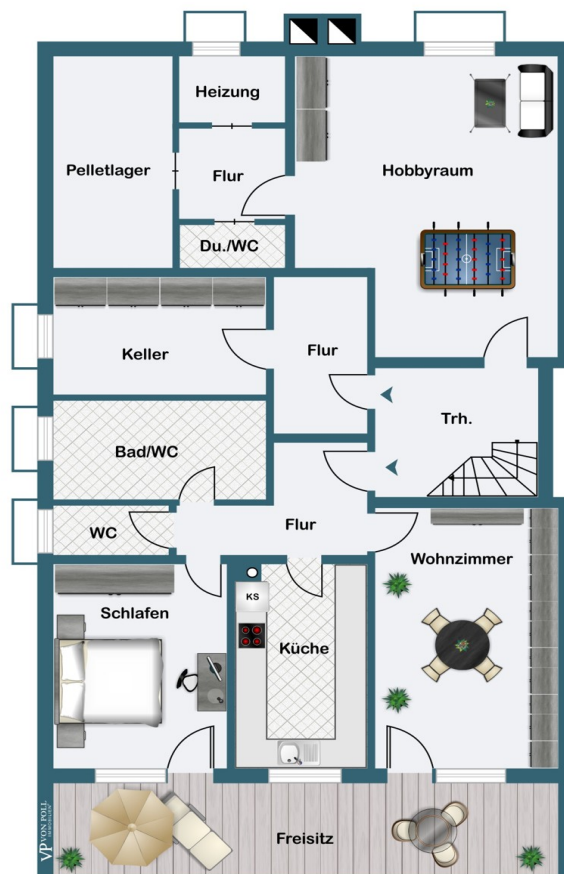 Heizung
Pelletlager
Flur
Hobbyraum
Du./WC
Keller
Flur
Trh.
Bad/WC
WC
Flur
Wohnzimmer
Schlafen
KS
Küche
Freisitz
VP VON POLL
IMMOBILIEN